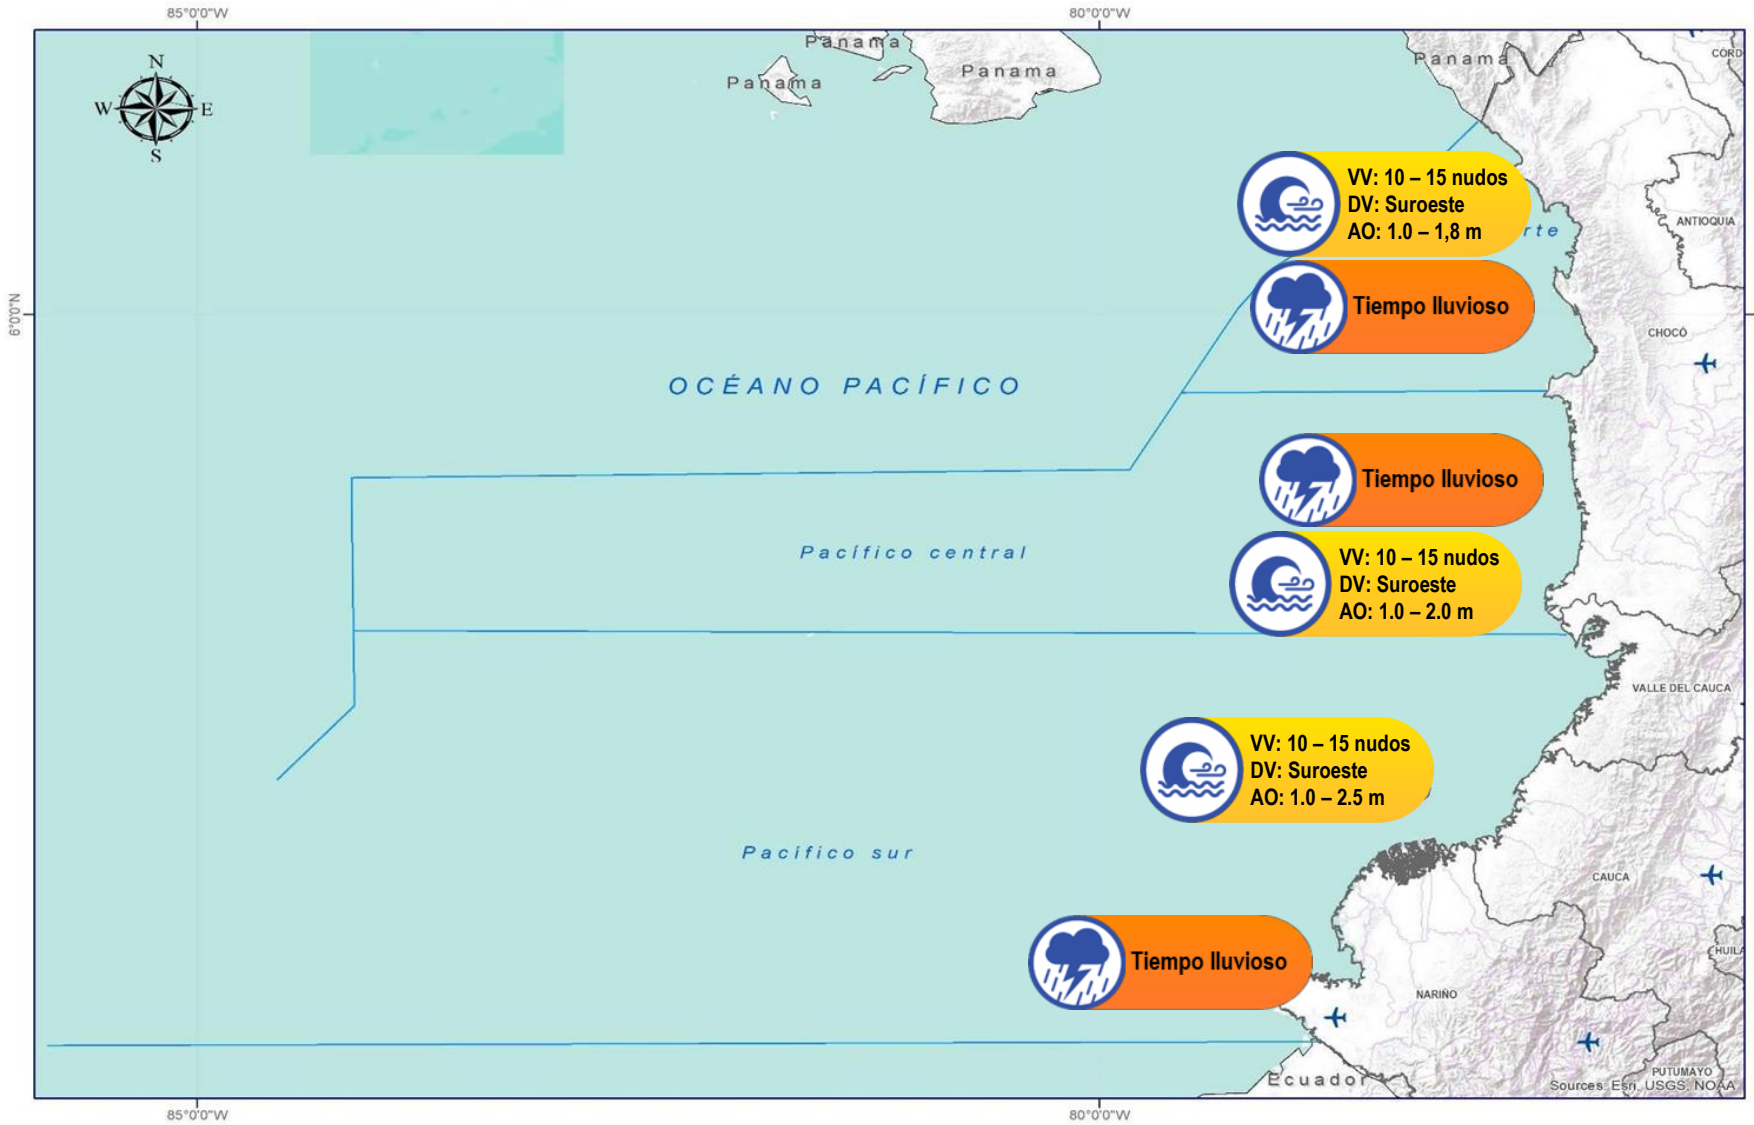 85°0'0"W
80°0'0"W
Panama
Panama
Panama
Panama
CORD
N
W
E
S
VV: 10 – 15 nudos
DV: Suroeste
AO: 1.0 – 1,8 m
rte
ANTIOQUIA
6°0'0"N
Tiempo lluvioso
CHOCÓ
OCÉANO PACÍFICO
Tiempo lluvioso
Pacífico central
VV: 10 – 15 nudos
DV: Suroeste
AO: 1.0 – 2.0 m
VALLE DEL CAUCA
VV: 10 – 15 nudos
DV: Suroeste
AO: 1.0 – 2.5 m
Pacífico sur
CAUCA
HUILA
Tiempo lluvioso
NARIÑO
Ecuador
PUTUMAYO
Sources: Esri, USGS, NOAA
85°0'0"W
80°0'0"W